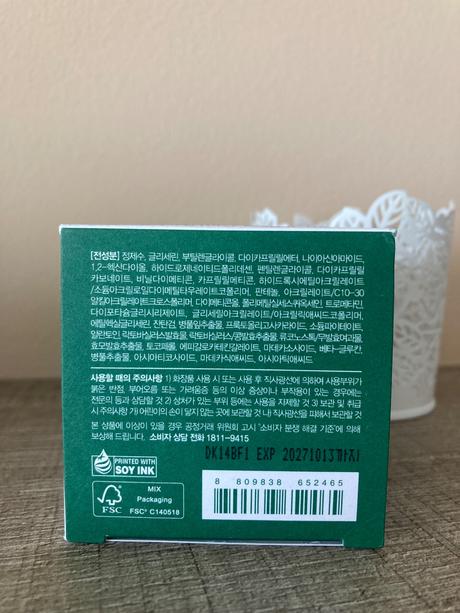 [전성분] 정제수, 글리세린, 부틸렌글라이콜, 다이카프릴릴에터, 나이아신아마이드,
1,2-헥산다이올, 하이드로제네이티드폴리데센, 펜틸렌글라이콜, 다이카프릴릴
카보네이트, 비닐다이메티콘, 카프릴릴메티콘, 하이드록시에틸아크릴레이트
/소듐아크릴로일다이메틸타우레이트코폴리머, 판테놀, 아크릴레이트/C10-30
알킬아크릴레이트크로스폴리머, 다이메티콘올, 폴리메틸실세스퀴옥세인, 트로메타민,
다이포타슘글리시리제이트, 글리세릴아크릴레이트/아크릴릭애씨드코폴리머,
에틸헥실글리세린, 잔탄검, 병풀잎추출물, 프룩토올리고사카라이드, 소듐파이테이트,
알란토인, 락토바실러스발효물, 락토바실러스/콩발효추출물, 류코노스톡/무발효여과물,
효모발효추출물, 토코페롤, 에피갈로카테킨갈레이트, 마데카소사이드, 베타-글루칸,
병풀추출물, 아시아티코사이드, 마데카식애씨드, 아시아틱애씨드
사용할 때의 주의사항 1) 화장품 사용 시 또는 사용 후 직사광선에 의하여 사용부위가
붉은 반점, 부어오름 또는 가려움증 등의 이상 증상이나 부작용이 있는 경우에는
전문의 등과 상담할 것 2) 상처가 있는 부위 등에는 사용을 자제할 것 3) 보관 및 취급
시 주의사항 가) 어린이의 손이 닿지 않는 곳에 보관할 것 나) 직사광선을 피해서 보관할 것
본 상품에 이상이 있을 경우 공정거래 위원회 고시 '소비자 분쟁 해결 기준'에 의해
보상해 드립니다. 소비자 상담 전화 1811-9415
DK14BF1 EXP 20271013까지
PRINTED WITH
SOY INK
8 809838 652465
FSC
MIX
Packaging
FSC® C140518